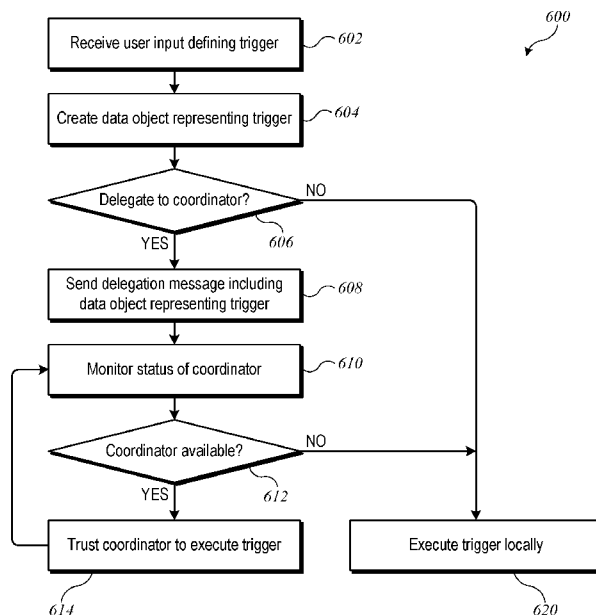 600
Receive user input defining trigger
602
Create data object representing trigger
604
Delegate to coordinator?
NO
606
YES
Send delegation message including
data object representing trigger
608
Monitor status of coordinator
610
Coordinator available?
NO
612
YES
Trust coordinator to execute trigger
614
Execute trigger locally
620